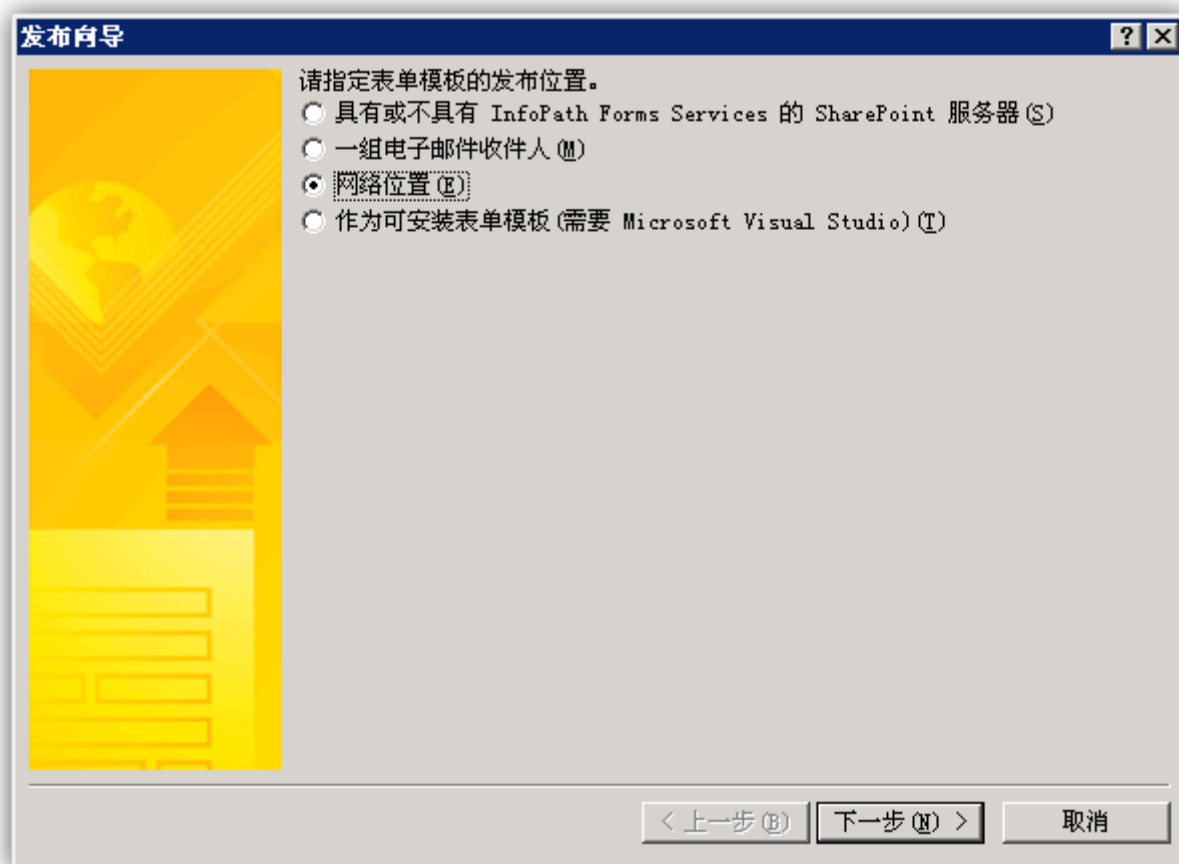 发布向导
请指定表单模板的发布位置。
具有或不具有 InfoPath Forms Services 的 SharePoint 服务器(S)
一组电子邮件收件人(M)
网络位置(E)
作为可安装表单模板(需要 Microsoft Visual Studio)(T)
< 上一步(B) 下一步(N) > 取消